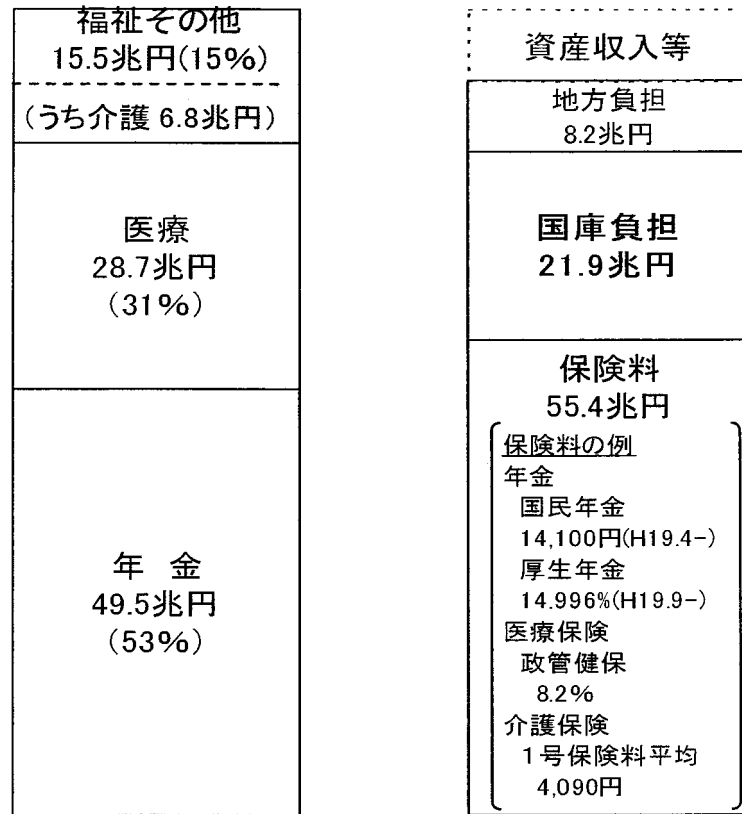 福祉その他
15.5兆円(15%)
(うち介護 6.8兆円)
医療
28.7兆円
(31%)
年 金
49.5兆円
(53%)
資産収入等
地方負担
8.2兆円
国庫負担
21.9兆円
保険料
55.4兆円
保険料の例
年金
国民年金
14,100円(H19.4-)
厚生年金
14.996%(H19.9-)
医療保険
政管健保
8.2%
介護保険
1号保険料平均
4,090円